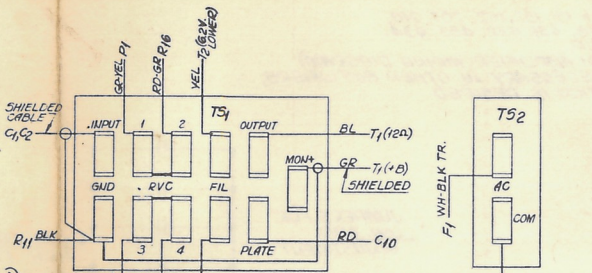 GR-YEL P1
RD-GR R16
YEL T2 (6.2V. LOWER)
SHIELDED CABLE
C1,C2
INPUT
1
2
TS1
OUTPUT
BL T1 (12Ω)
MON+
GR T1 (+B)
SHIELDED
GND
RVC
FIL
R11 BLK
3
4
PLATE
RD C10
TS2
F1 WH-BLK TR.
AC
COM